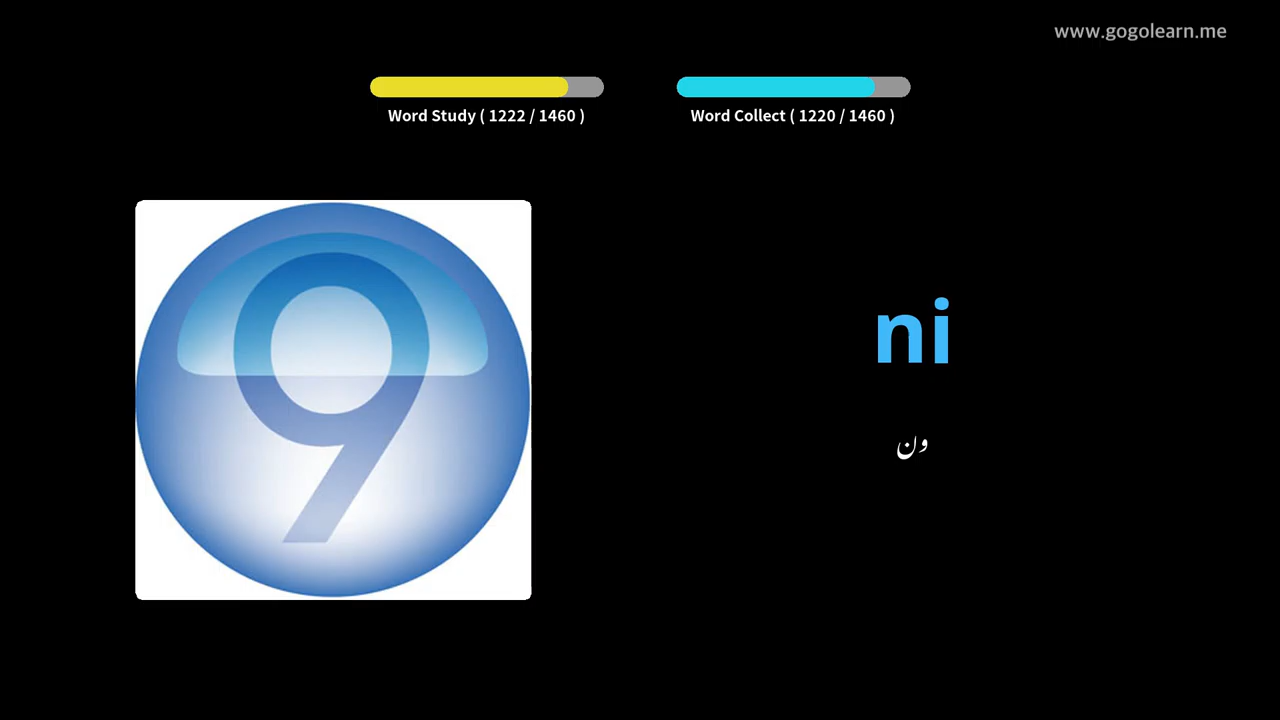 www.gogolearn.me
Word Study ( 1222 / 1460 )
Word Collect ( 1220 / 1460 )
9
ni
ون